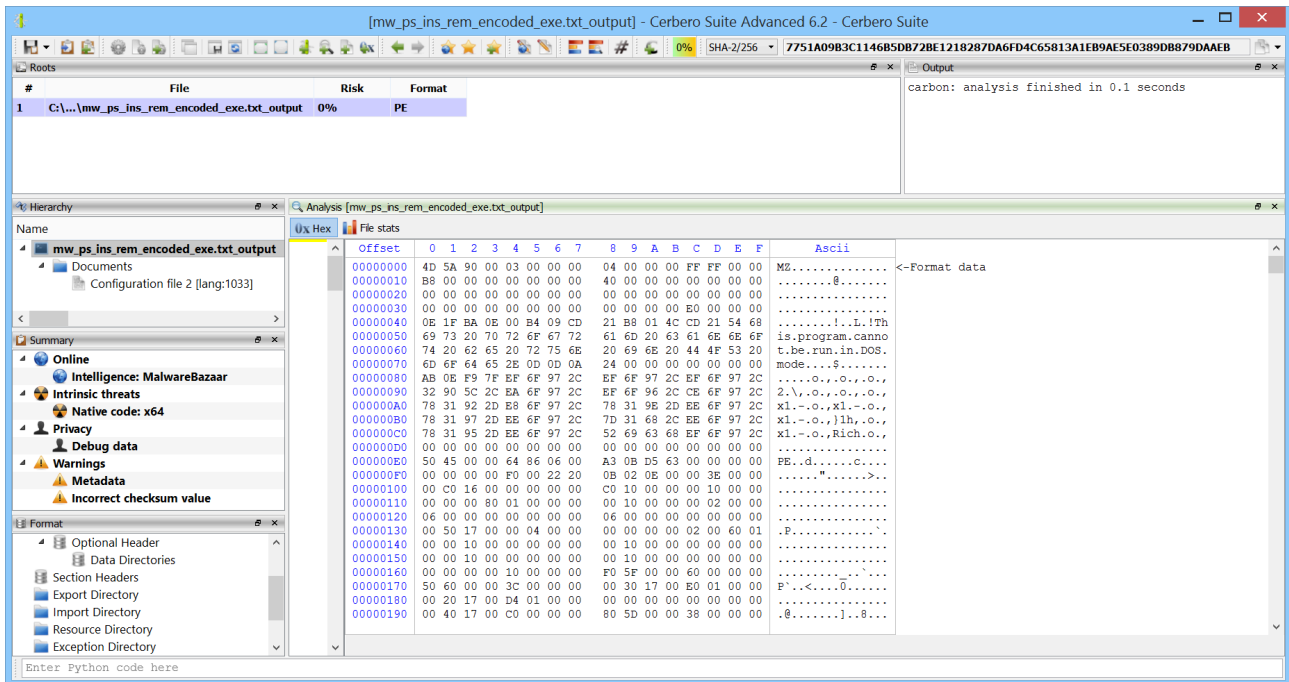 [mw_ps_ins_rem_encoded_exe.txt_output] - Cerbero Suite Advanced 6.2 - Cerbero Suite
0% SHA-2/256 7751A09B3C1146B5DB72BE1218287DA6FD4C65813A1EB9AE5E0389DB879DAAEB
Roots
# File Risk Format
1 C:\...\mw_ps_ins_rem_encoded_exe.txt_output 0% PE
Output
carbon: analysis finished in 0.1 seconds
Hierarchy
Name
mw_ps_ins_rem_encoded_exe.txt_output
Documents
Configuration file 2 [lang:1033]
Summary
Online
Intelligence: MalwareBazaar
Intrinsic threats
Native code: x64
Privacy
Debug data
Warnings
Metadata
Incorrect checksum value
Format
Optional Header
Data Directories
Section Headers
Export Directory
Import Directory
Resource Directory
Exception Directory
Analysis [mw_ps_ins_rem_encoded_exe.txt_output]
0x Hex File stats
Offset 0 1 2 3 4 5 6 7 8 9 A B C D E F Ascii
00000000 4D 5A 90 00 03 00 00 00 04 00 00 00 FF FF 00 00 MZ.............. <-Format data
00000010 B8 00 00 00 00 00 00 00 40 00 00 00 00 00 00 00 ........@.......
00000020 00 00 00 00 00 00 00 00 00 00 00 00 00 00 00 00 ................
00000030 00 00 00 00 00 00 00 00 00 00 00 00 E0 00 00 00 ................
00000040 0E 1F BA 0E 00 B4 09 CD 21 B8 01 4C CD 21 54 68 ........!..L.!Th
00000050 69 73 20 70 72 6F 67 72 61 6D 20 63 61 6E 6E 6F is.program.canno
00000060 74 20 62 65 20 72 75 6E 20 69 6E 20 44 4F 53 20 t.be.run.in.DOS.
00000070 6D 6F 64 65 2E 0D 0D 0A 24 00 00 00 00 00 00 00 mode....$.......
00000080 AB 0E F9 7F EF 6F 97 2C EF 6F 97 2C EF 6F 97 2C .....o.,.o.,.o.,
00000090 32 90 5C 2C EA 6F 97 2C EF 6F 96 2C CE 6F 97 2C 2.\,.o.,.o.,.o.,
000000A0 78 31 92 2D E8 6F 97 2C 78 31 9E 2D EE 6F 97 2C x1.-.o.,x1.-.o.,
000000B0 78 31 97 2D EE 6F 97 2C 7D 31 68 2C EE 6F 97 2C x1.-.o.,}1h,.o.,
000000C0 78 31 95 2D EE 6F 97 2C 52 69 63 68 EF 6F 97 2C x1.-.o.,Rich.o.,
000000D0 00 00 00 00 00 00 00 00 00 00 00 00 00 00 00 00 ................
000000E0 50 45 00 00 64 86 06 00 A3 0B D5 63 00 00 00 00 PE..d......c....
000000F0 00 00 00 00 F0 00 22 20 0B 02 0E 00 00 3E 00 00 ......"......>..
00000100 00 C0 16 00 00 00 00 00 C0 10 00 00 00 10 00 00 ................
00000110 00 00 00 80 01 00 00 00 00 10 00 00 00 02 00 00 ................
00000120 06 00 00 00 00 00 00 00 06 00 00 00 00 00 00 00 ................
00000130 00 50 17 00 00 04 00 00 00 00 00 00 02 00 60 01 .P............`.
00000140 00 00 10 00 00 00 00 00 00 10 00 00 00 00 00 00 ................
00000150 00 00 10 00 00 00 00 00 00 10 00 00 00 00 00 00 ................
00000160 00 00 00 00 10 00 00 00 F0 5F 00 00 60 00 00 00 ........._..`...
00000170 50 60 00 00 3C 00 00 00 00 30 17 00 E0 01 00 00 P`..<....0......
00000180 00 20 17 00 D4 01 00 00 00 00 00 00 00 00 00 00 ................
00000190 00 40 17 00 C0 00 00 00 80 5D 00 00 38 00 00 00 .@.......]..8...
Enter Python code here